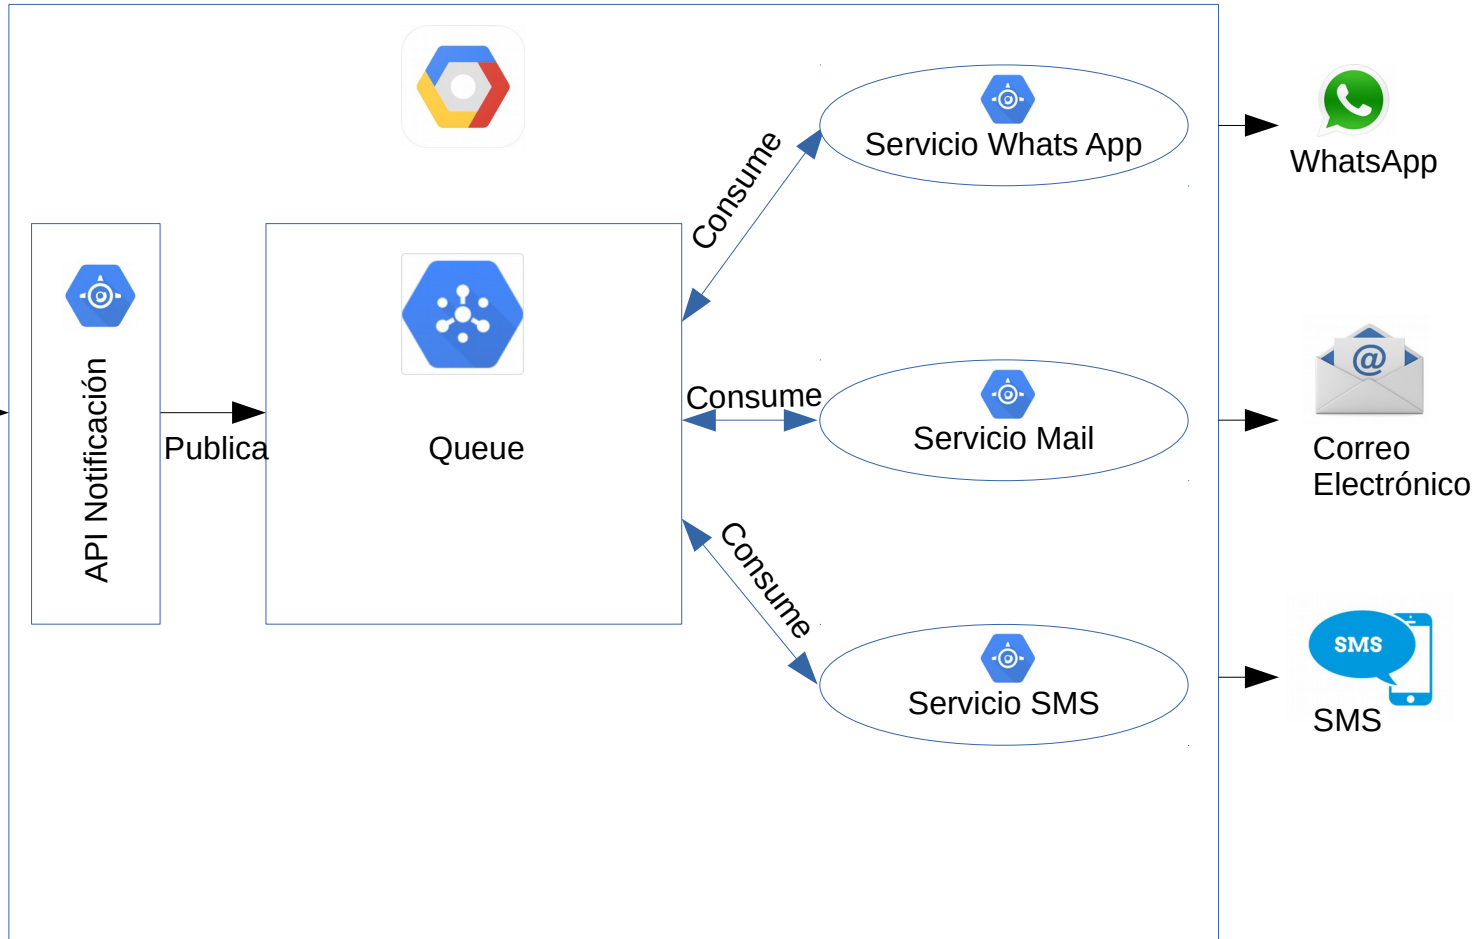 Servicio Whats App
WhatsApp
Consume
API Notificación
Publica
Queue
Consume
Servicio Mail
@
Correo
Electrónico
Consume
Servicio SMS
SMS
SMS